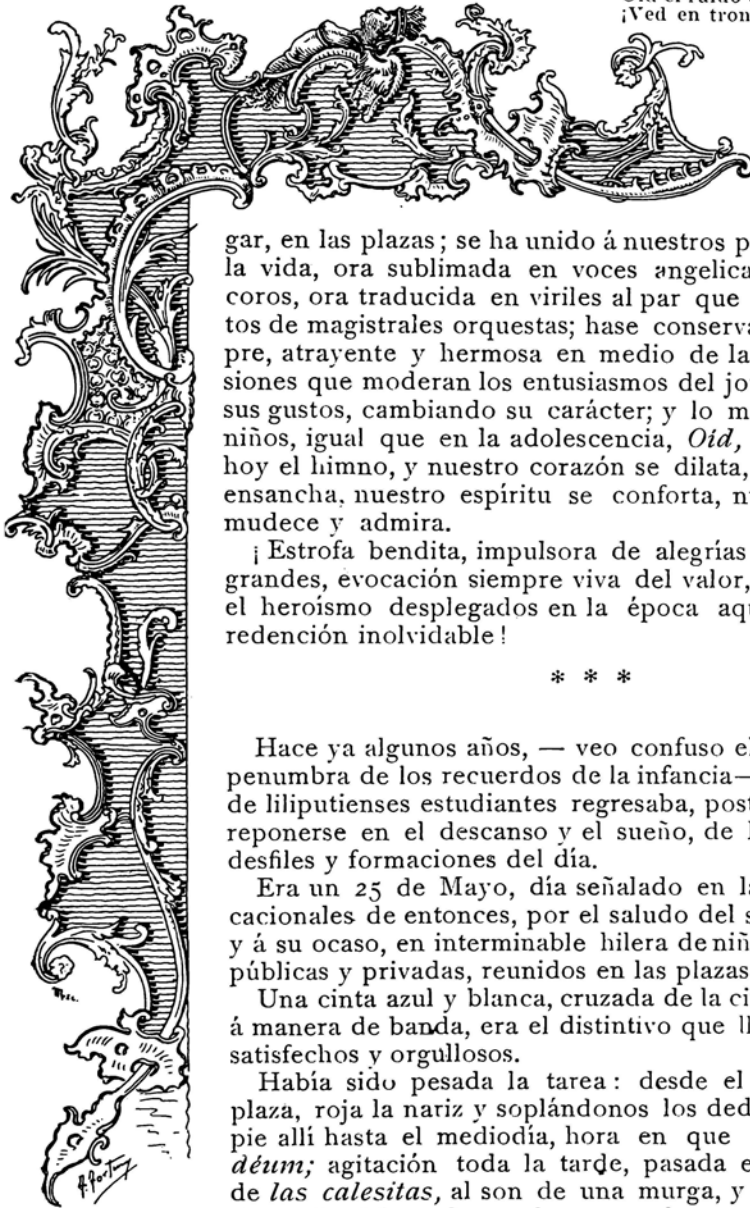 ¡Ved en tron
gar, en las plazas; se ha unido á nuestros p
la vida, ora sublimada en voces angelica
coros, ora traducida en viriles al par que
tos de magistrales orquestas; hase conserva
pre, atrayente y hermosa en medio de la
siones que moderan los entusiasmos del jo
sus gustos, cambiando su carácter; y lo m
niños, igual que en la adolescencia, Oíd,
hoy el himno, y nuestro corazón se dilata,
ensancha, nuestro espíritu se conforta, n
mudece y admira.
¡Estrofa bendita, impulsora de alegrías
grandes, evocación siempre viva del valor,
el heroísmo desplegados en la época aqu
redención inolvidable!
* * *
Hace ya algunos años, — veo confuso el
penumbra de los recuerdos de la infancia—
de liliputienses estudiantes regresaba, post
reponerse en el descanso y el sueño, de l
desfiles y formaciones del día.
Era un 25 de Mayo, día señalado en la
cacionales de entonces, por el saludo del s
y á su ocaso, en interminable hilera de niñ
públicas y privadas, reunidos en las plazas
Una cinta azul y blanca, cruzada de la ci
á manera de banda, era el distintivo que ll
satisfechos y orgullosos.
Había sido pesada la tarea: desde el
plaza, roja la nariz y soplándonos los ded
pie allí hasta el mediodía, hora en que
déum; agitación toda la tarde, pasada e
de las calesitas, al son de una murga, y